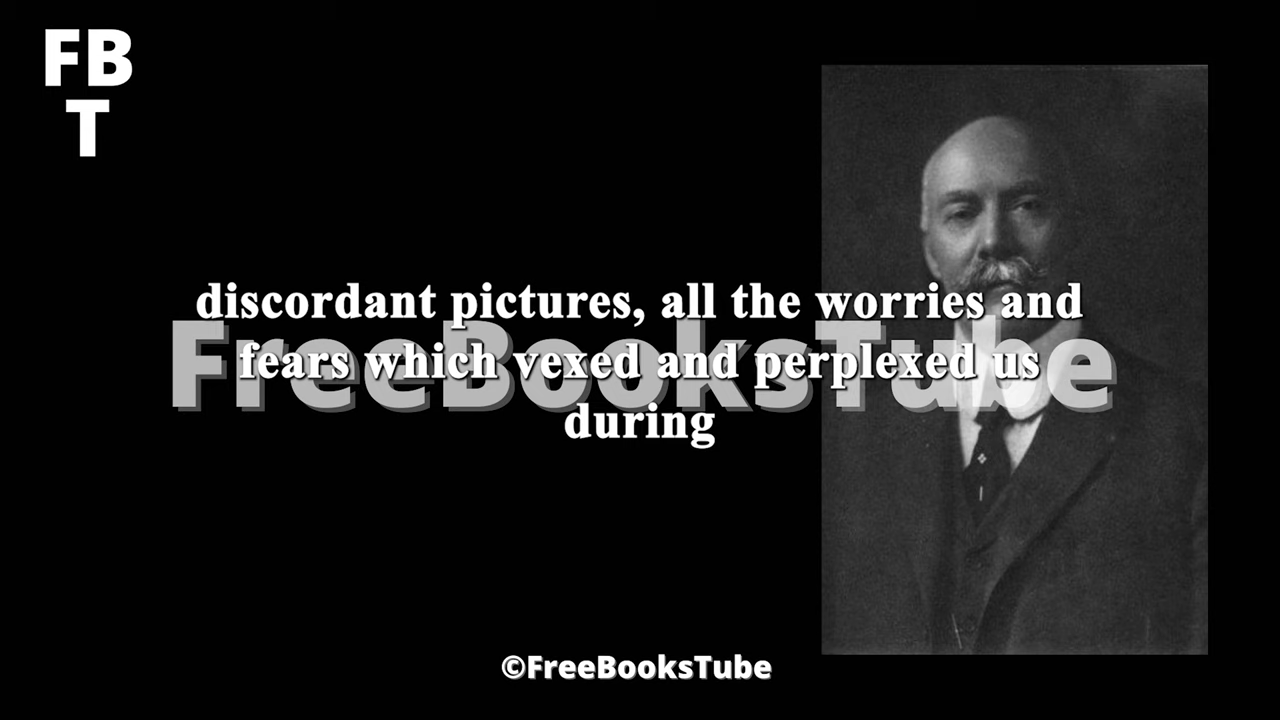 FB
T
discordant pictures, all the worries and
FreeBooksTube
fears which vexed and perplexed us
during
©FreeBooksTube